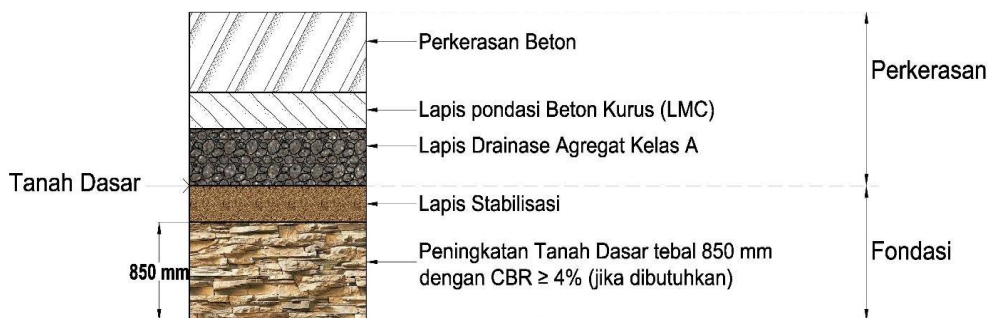 Perkerasan Beton
Perkerasan
Lapis pondasi Beton Kurus (LMC)
Lapis Drainase Agregat Kelas A
Tanah Dasar
Lapis Stabilisasi
850 mm
Peningkatan Tanah Dasar tebal 850 mm
dengan CBR ≥ 4% (jika dibutuhkan)
Fondasi